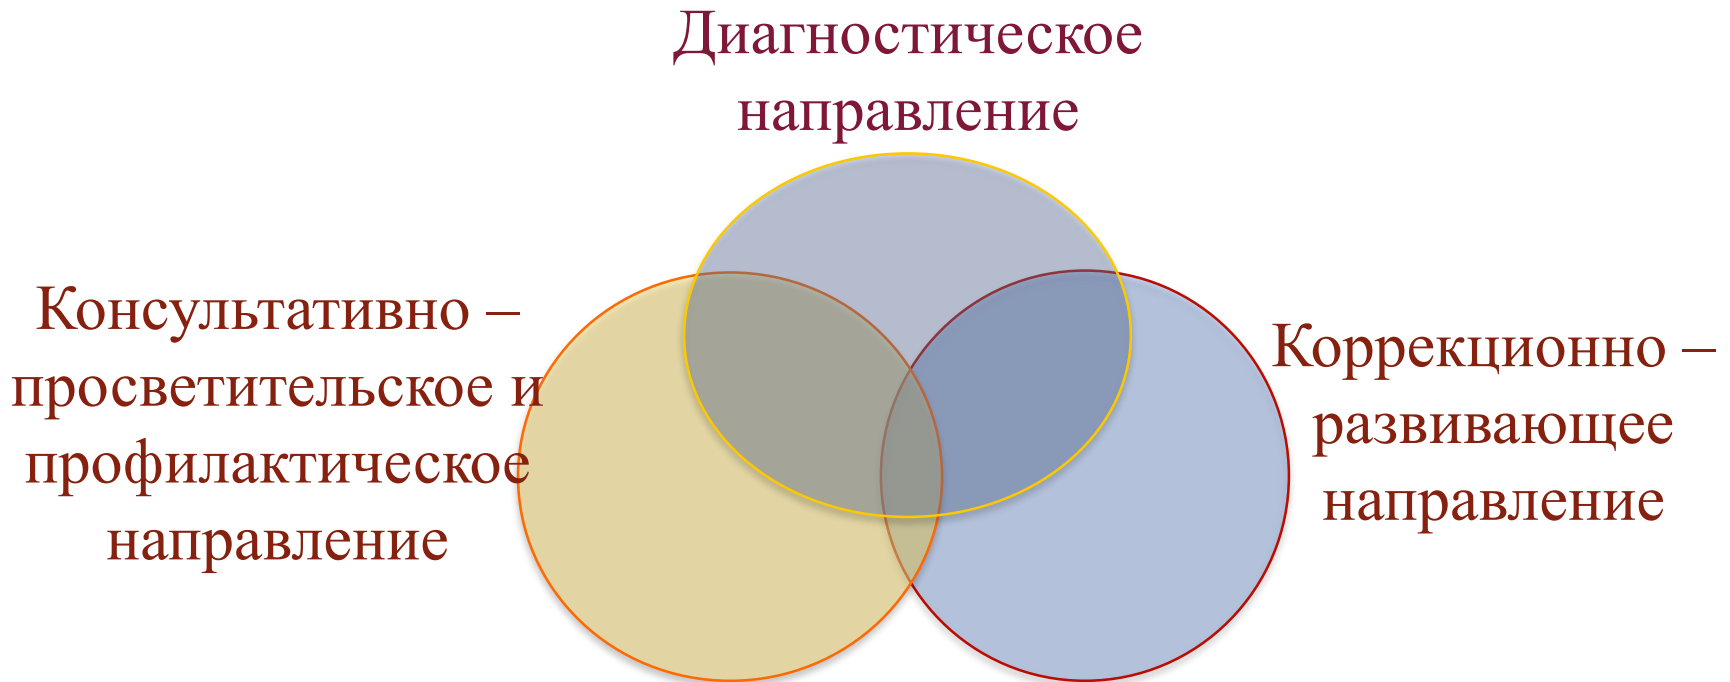 Диагностическое
направление
Консультативно –
просветительское и
профилактическое
направление
Коррекционно –
развивающее
направление